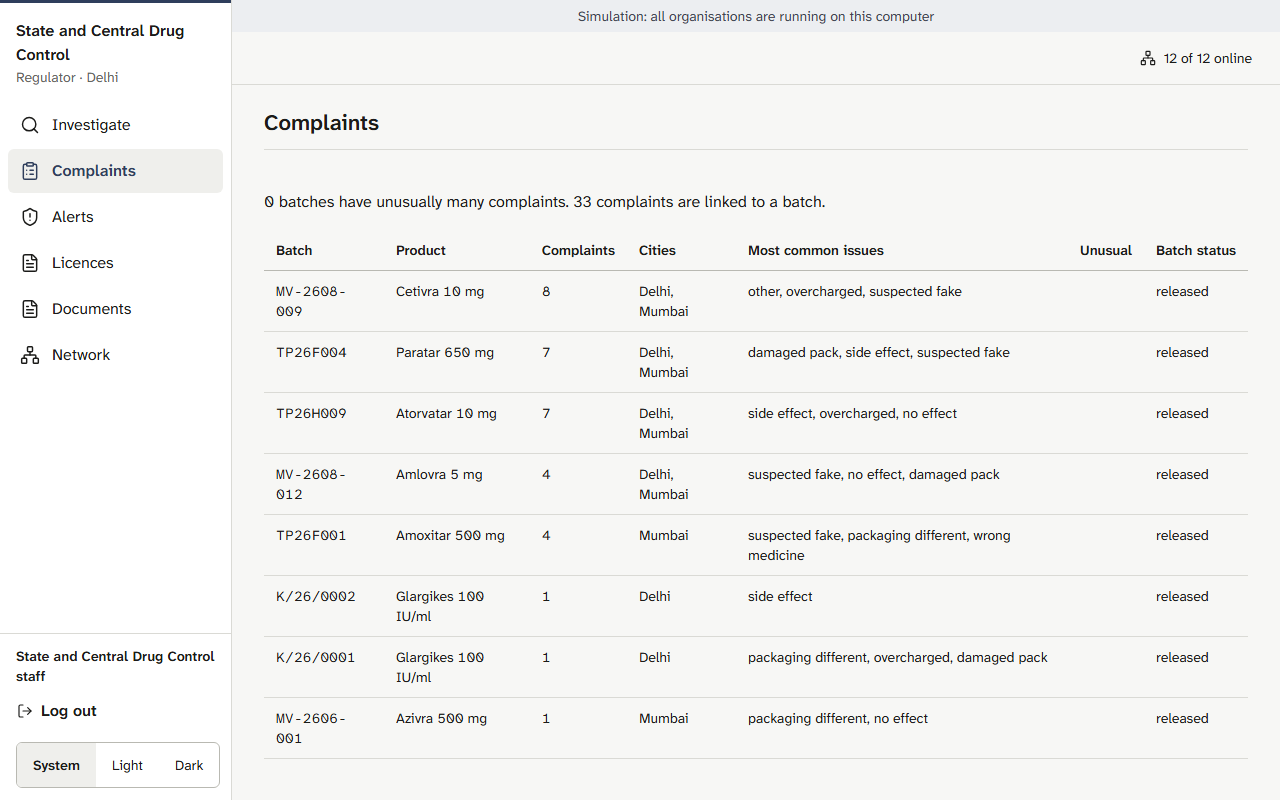 Simulation: all organisations are running on this computer
State and Central Drug
Control
Regulator · Delhi
Investigate
Complaints
Alerts
Licences
Documents
Network
State and Central Drug Control
staff
Log out
System Light Dark
12 of 12 online
Complaints
0 batches have unusually many complaints. 33 complaints are linked to a batch.
Batch Product Complaints Cities Most common issues Unusual Batch status
MV-2608- Cetivra 10 mg 8 Delhi, other, overcharged, suspected fake released
009 Mumbai
TP26F004 Paratar 650 mg 7 Delhi, damaged pack, side effect, suspected fake released
Mumbai
TP26H009 Atorvatar 10 mg 7 Delhi, side effect, overcharged, no effect released
Mumbai
MV-2608- Amlovra 5 mg 4 Delhi, suspected fake, no effect, damaged pack released
012 Mumbai
TP26F001 Amoxitar 500 mg 4 Mumbai suspected fake, packaging different, wrong released
medicine
K/26/0002 Glargikes 100 1 Delhi side effect released
IU/ml
K/26/0001 Glargikes 100 1 Delhi packaging different, overcharged, damaged pack released
IU/ml
MV-2606- Azivra 500 mg 1 Mumbai packaging different, no effect released
001